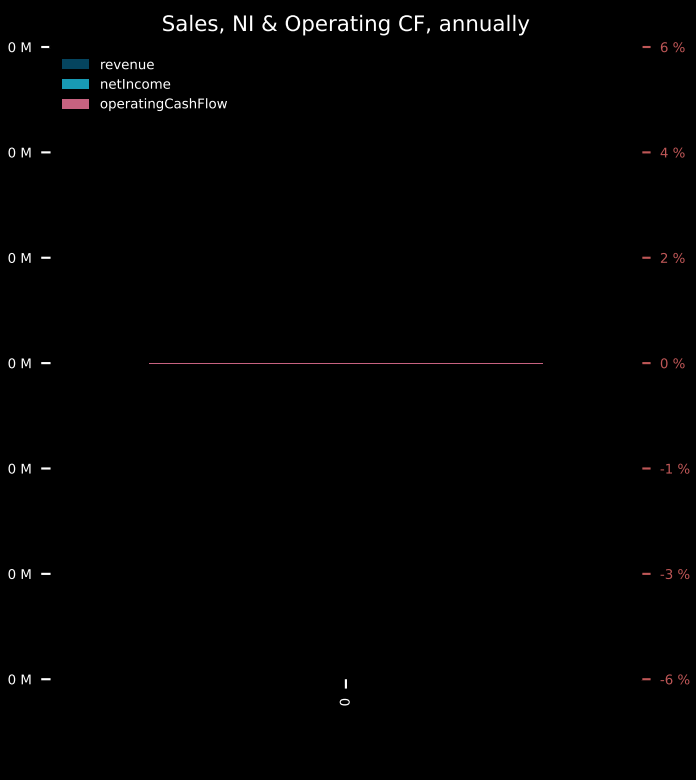 Sales, NI & Operating CF, annually
0 M
6 %
revenue
netIncome
operatingCashFlow
0 M
4 %
0 M
2 %
0 M
0 %
0 M
-1 %
0 M
-3 %
0 M
-6 %
0